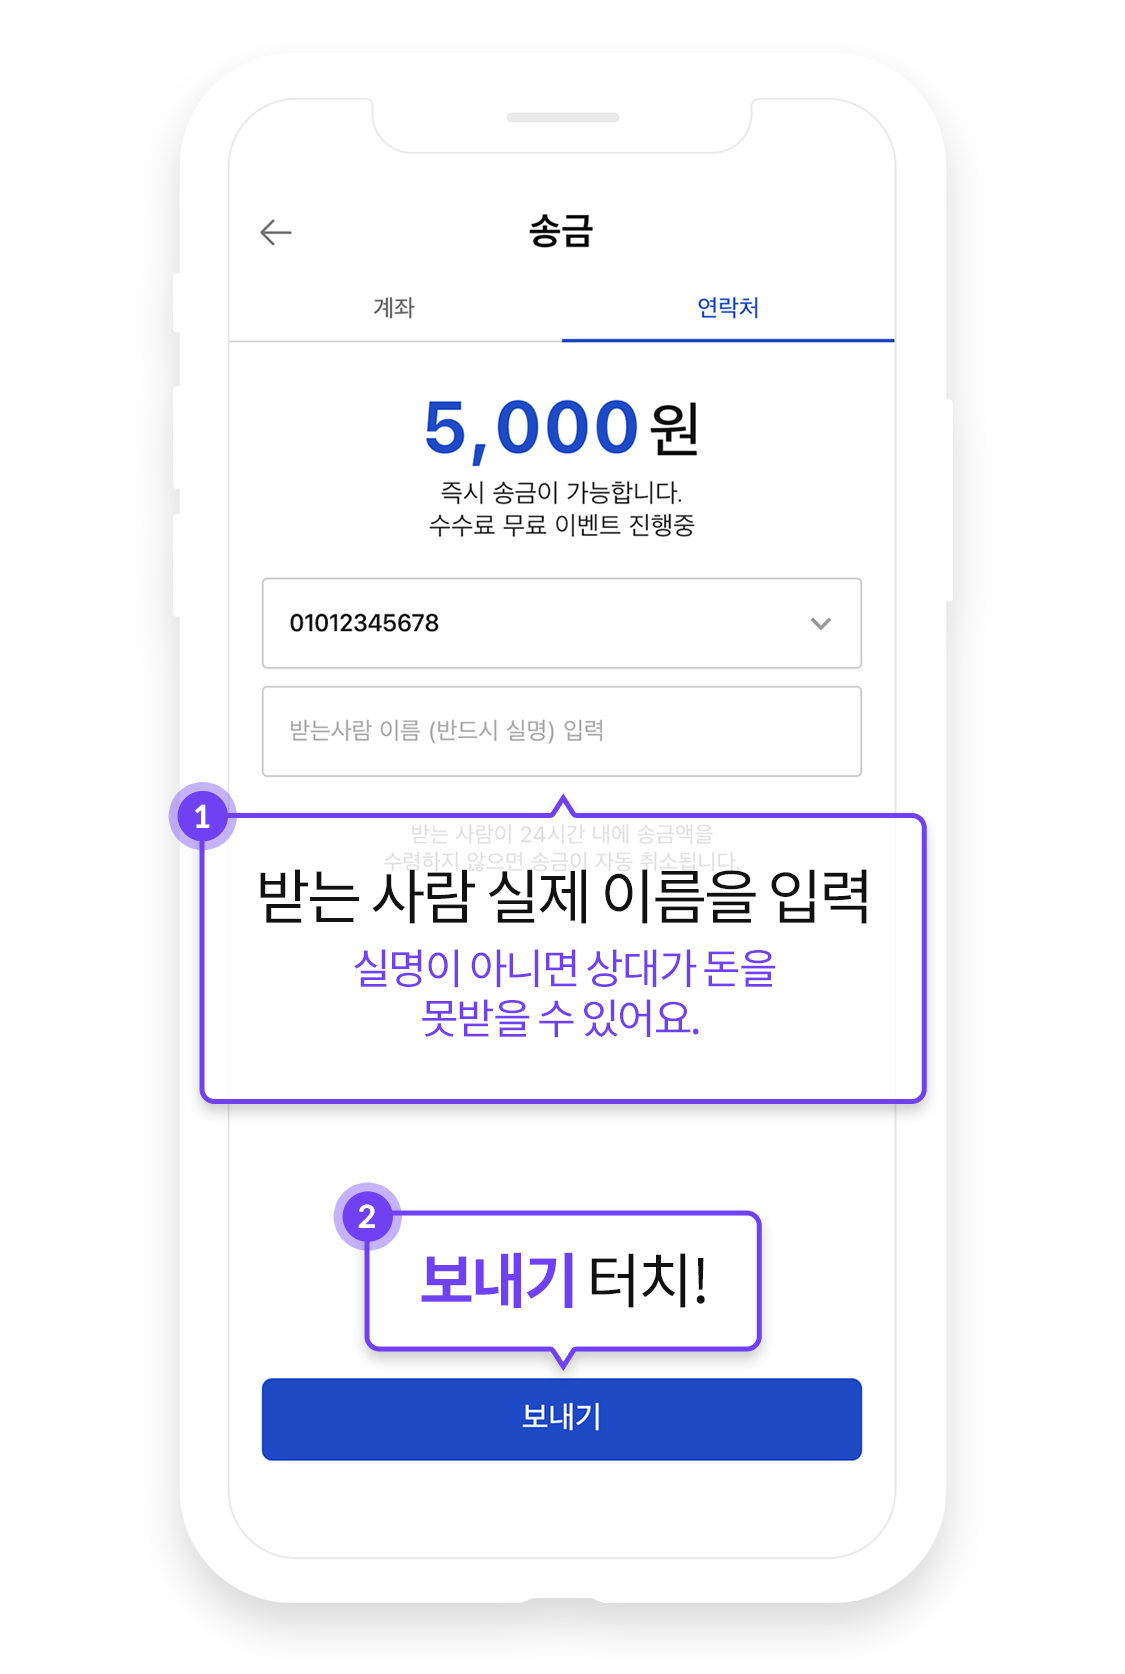 송금
계좌
연락처
5,000원
즉시 송금이 가능합니다.
수수료 무료 이벤트 진행중
01012345678
받는사람 이름 (반드시 실명) 입력
1
받는 사람이 24시간 내에 송금액을
수령하지 않으면 송금이 자동 취소됩니다.
받는 사람 실제 이름을 입력
실명이 아니면 상대가 돈을
못받을 수 있어요.
2
보내기 터치!
보내기